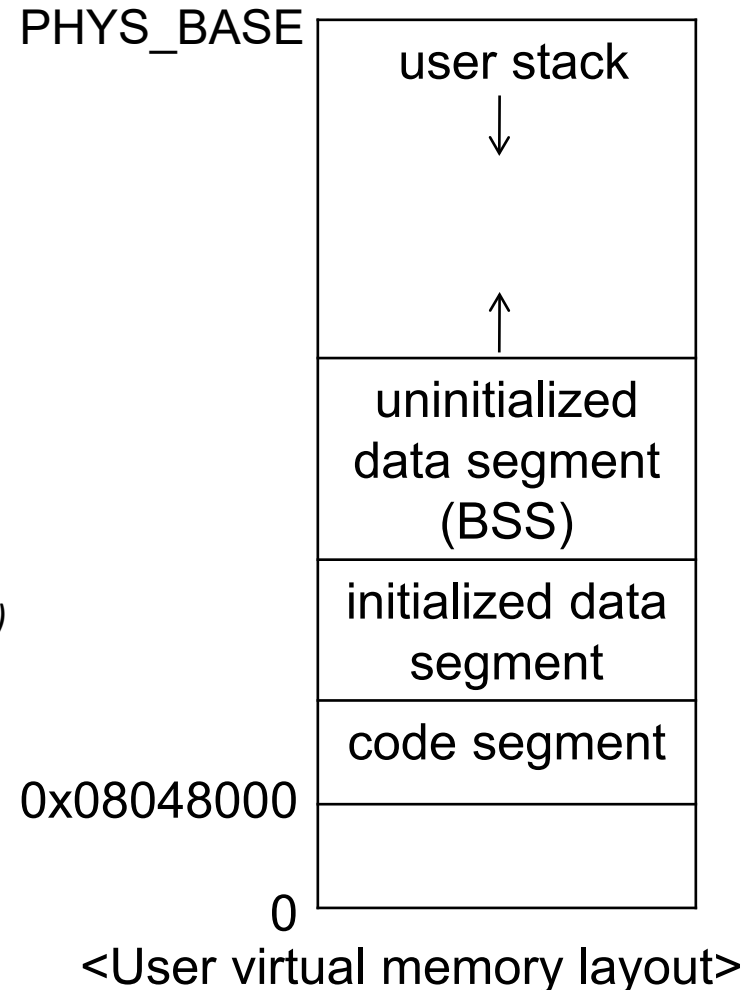 PHYS_BASE
user stack
uninitialized
data segment
(BSS)
initialized data
segment
)
code segment
0x08048000
0
<User virtual memory layout>